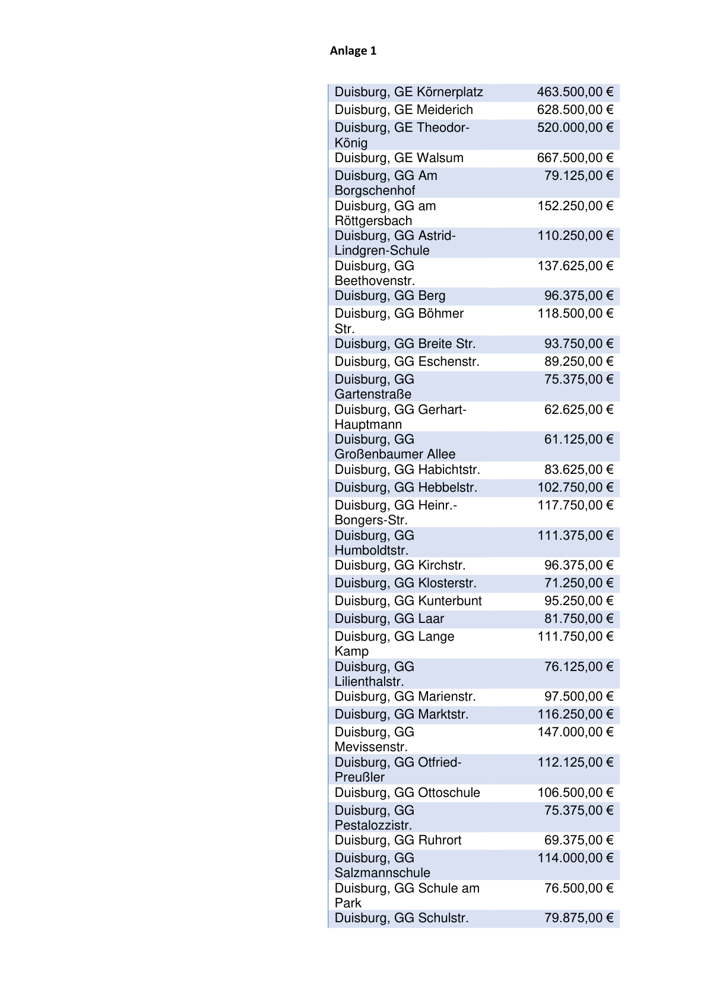 Anlage 1
Duisburg, GE Körnerplatz 463.500,00 €
Duisburg, GE Meiderich 628.500,00 €
Duisburg, GE Theodor- 520.000,00 €
König
Duisburg, GE Walsum 667.500,00 €
Duisburg, GG Am 79.125,00 €
Borgschenhof
Duisburg, GG am 152.250,00 €
Röttgersbach
Duisburg, GG Astrid- 110.250,00 €
Lindgren-Schule
Duisburg, GG 137.625,00 €
Beethovenstr.
Duisburg, GG Berg 96.375,00 €
Duisburg, GG Böhmer 118.500,00 €
Str.
Duisburg, GG Breite Str. 93.750,00 €
Duisburg, GG Eschenstr. 89.250,00 €
Duisburg, GG 75.375,00 €
Gartenstraße
Duisburg, GG Gerhart- 62.625,00 €
Hauptmann
Duisburg, GG 61.125,00 €
Großenbaumer Allee
Duisburg, GG Habichtstr. 83.625,00 €
Duisburg, GG Hebbelstr. 102.750,00 €
Duisburg, GG Heinr.- 117.750,00 €
Bongers-Str.
Duisburg, GG 111.375,00 €
Humboldtstr.
Duisburg, GG Kirchstr. 96.375,00 €
Duisburg, GG Klosterstr. 71.250,00 €
Duisburg, GG Kunterbunt 95.250,00 €
Duisburg, GG Laar 81.750,00 €
Duisburg, GG Lange 111.750,00 €
Kamp
Duisburg, GG 76.125,00 €
Lilienthalstr.
Duisburg, GG Marienstr. 97.500,00 €
Duisburg, GG Marktstr. 116.250,00 €
Duisburg, GG 147.000,00 €
Mevissenstr.
Duisburg, GG Otfried- 112.125,00 €
Preußler
Duisburg, GG Ottoschule 106.500,00 €
Duisburg, GG 75.375,00 €
Pestalozzistr.
Duisburg, GG Ruhrort 69.375,00 €
Duisburg, GG 114.000,00 €
Salzmannschule
Duisburg, GG Schule am 76.500,00 €
Park
Duisburg, GG Schulstr. 79.875,00 €